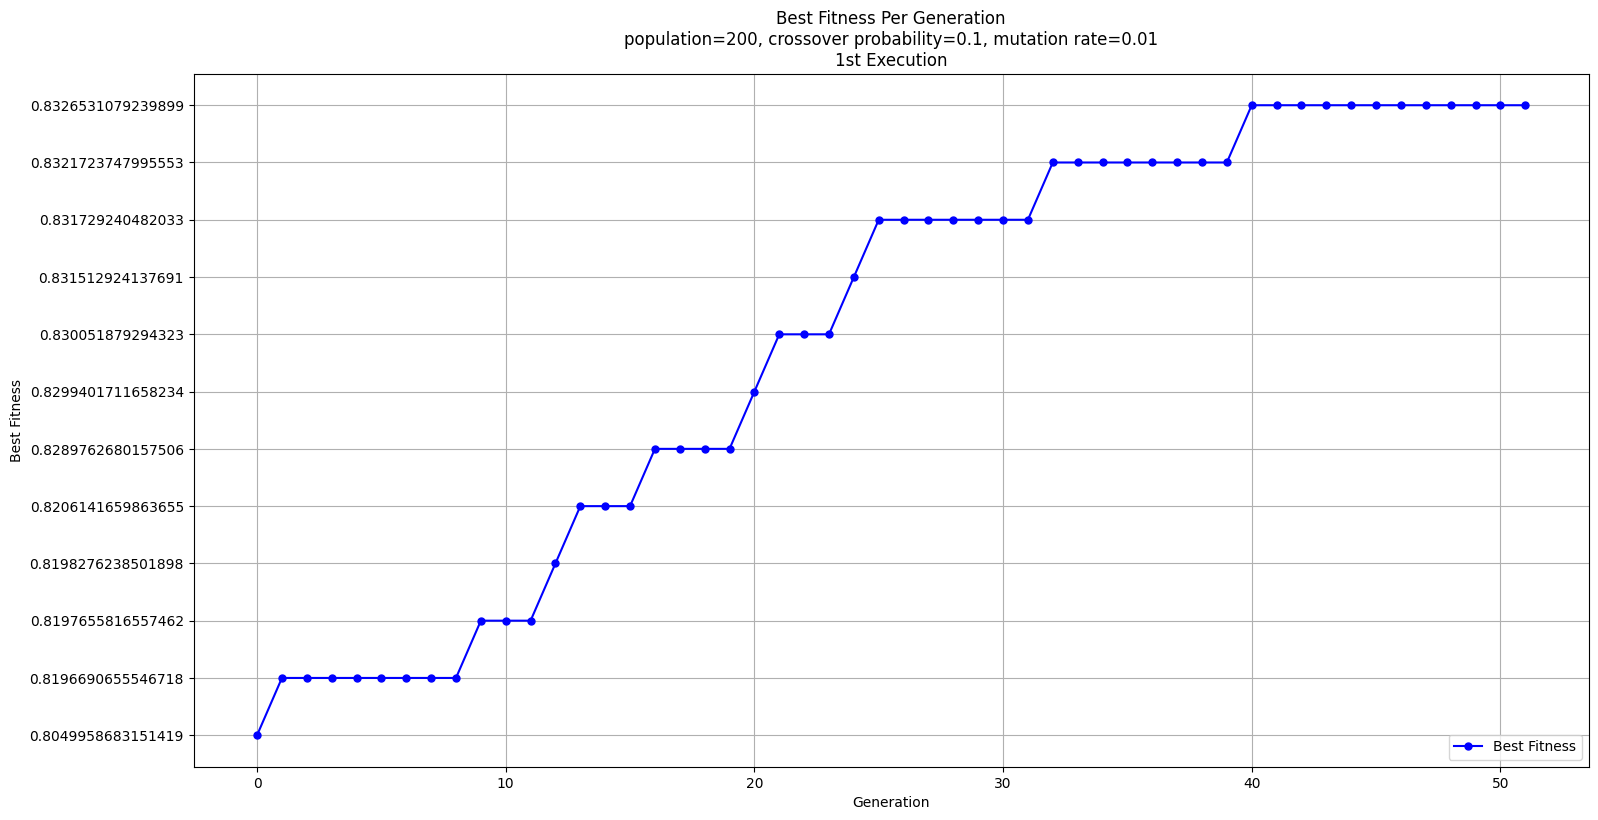 Best Fitness Per Generation
population=200, crossover probability=0.1, mutation rate=0.01
1st Execution
0.8326531079239899
0.8321723747995553
0.831729240482033
0.831512924137691
0.830051879294323
0.8299401711658234
0.8289762680157506
0.8206141659863655
0.8198276238501898
0.8197655816557462
0.8196690655546718
0.8049958683151419
Best Fitness
Best Fitness
0 10 20 30 40 50
Generation